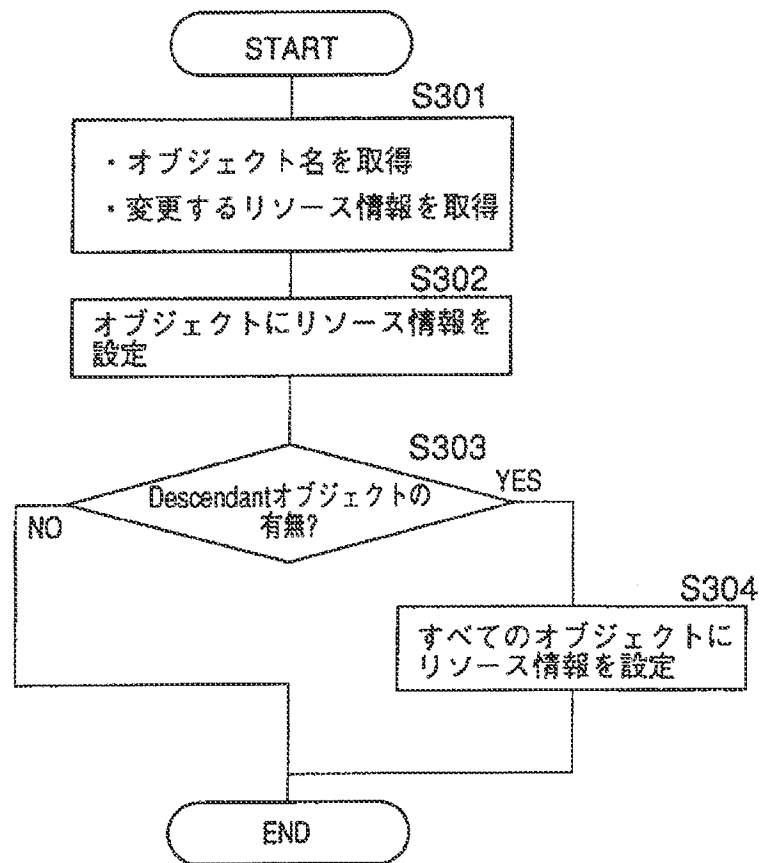 START
S301
・オブジェクト名を取得
・変更するリソース情報を取得
S302
オブジェクトにリソース情報を
設定
S303
Descendantオブジェクトの
有無?
NO
YES
S304
すべてのオブジェクトに
リソース情報を設定
END